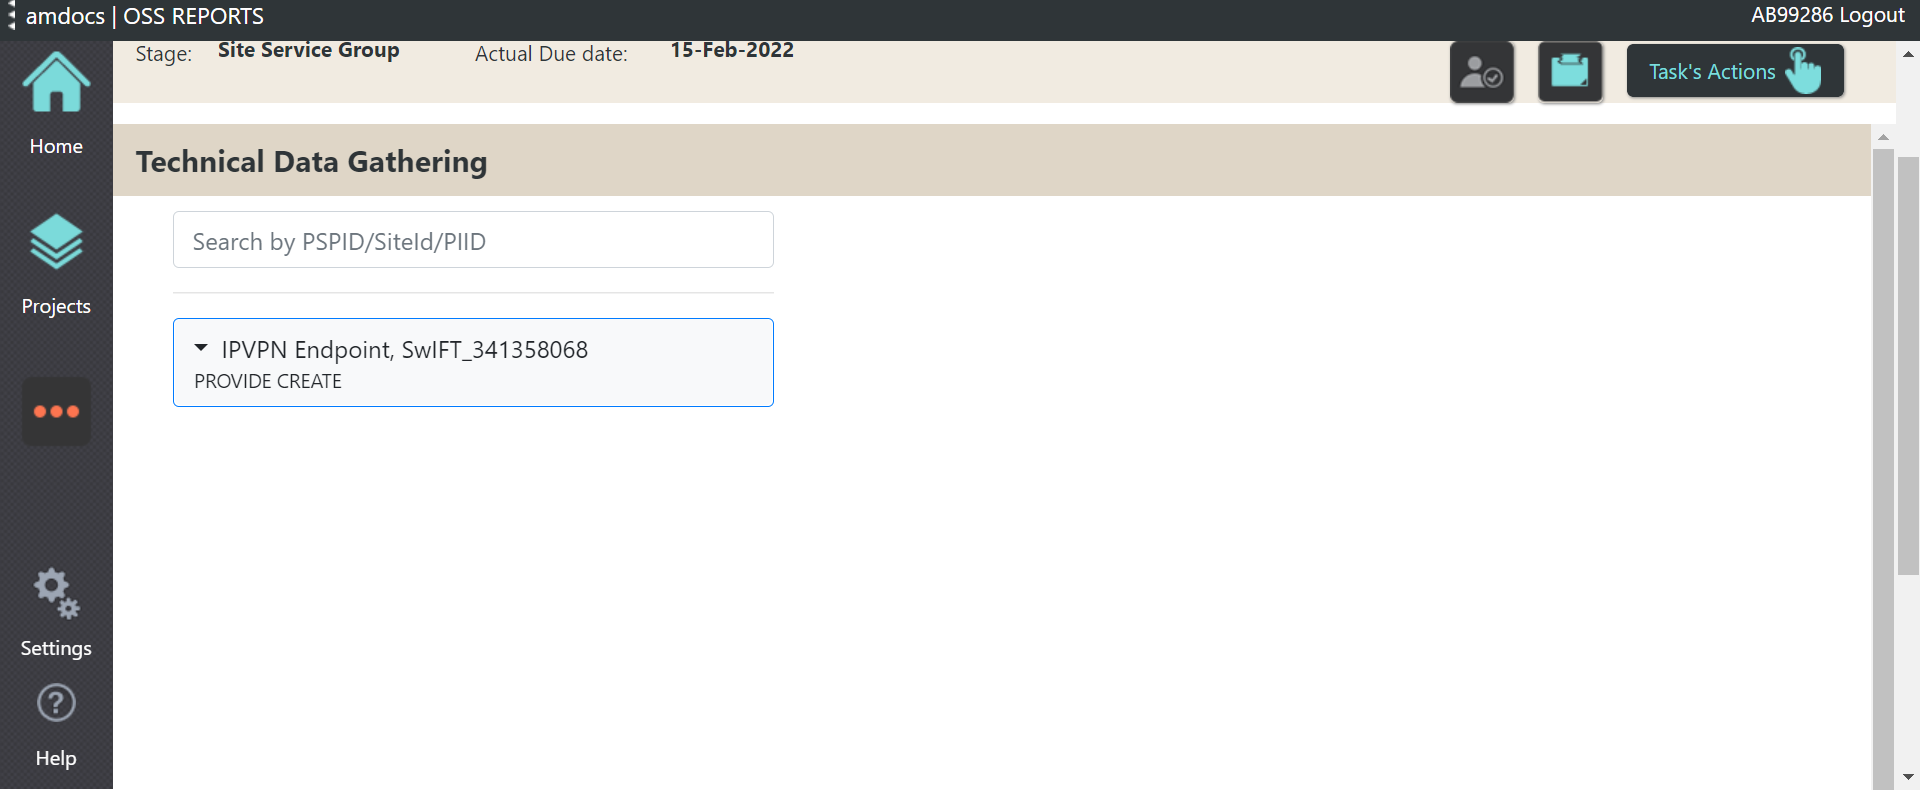 amdocs | OSS REPORTS
AB99286 Logout
Stage: Site Service Group Actual Due date: 15-Feb-2022
Task's Actions
Home
Technical Data Gathering
Search by PSPID/SiteId/PIID
Projects
IPVPN Endpoint, SwIFT_341358068
PROVIDE CREATE
Settings
Help